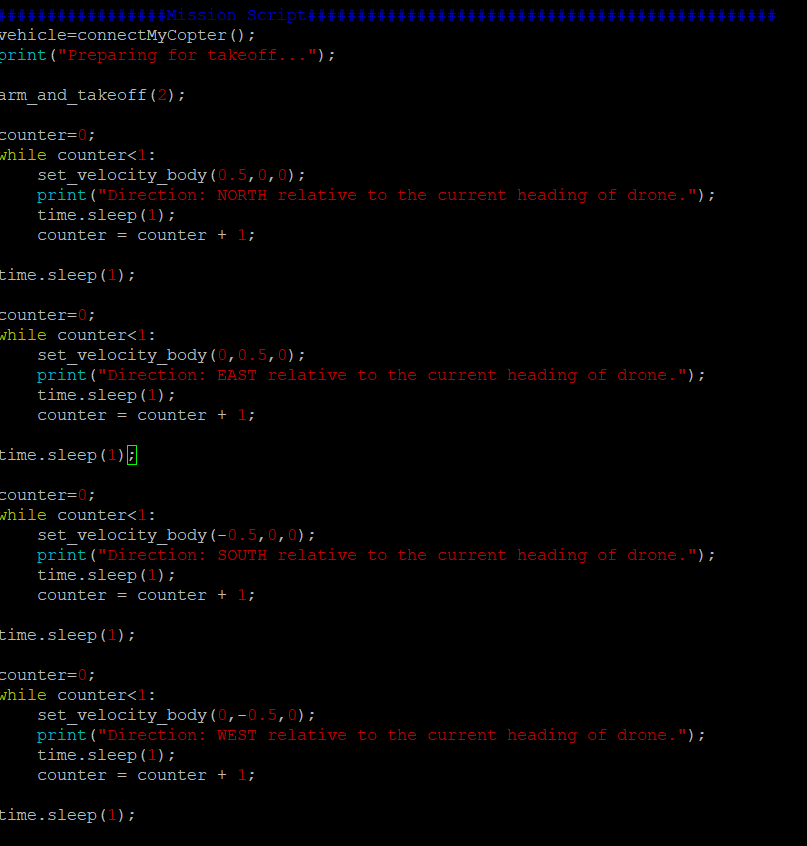 ################Mission Script###############################################
vehicle=connectMyCopter();
print("Preparing for takeoff...");
arm_and_takeoff(2);
counter=0;
while counter<1:
set_velocity_body(0.5,0,0);
print("Direction: NORTH relative to the current heading of drone.");
time.sleep(1);
counter = counter + 1;
time.sleep(1);
counter=0;
while counter<1:
set_velocity_body(0,0.5,0);
print("Direction: EAST relative to the current heading of drone.");
time.sleep(1);
counter = counter + 1;
time.sleep(1);
counter=0;
while counter<1:
set_velocity_body(-0.5,0,0);
print("Direction: SOUTH relative to the current heading of drone.");
time.sleep(1);
counter = counter + 1;
time.sleep(1);
counter=0;
while counter<1:
set_velocity_body(0,-0.5,0);
print("Direction: WEST relative to the current heading of drone.");
time.sleep(1);
counter = counter + 1;
time.sleep(1);